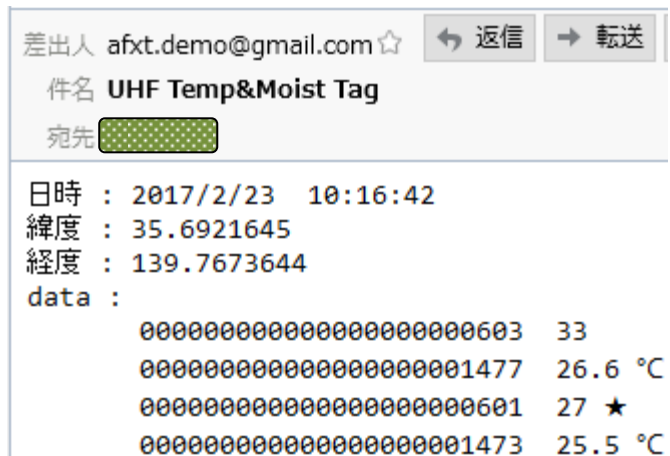 差出人 afxt.demo@gmail.com☆ 返信 転送
件名 UHF Temp&Moist Tag
宛先
日時 : 2017/2/23 10:16:42
緯度 : 35.6921645
経度 : 139.7673644
data :
000000000000000000000603 33
000000000000000000001477 26.6 ℃
000000000000000000000601 27 ★
000000000000000000001473 25.5 ℃